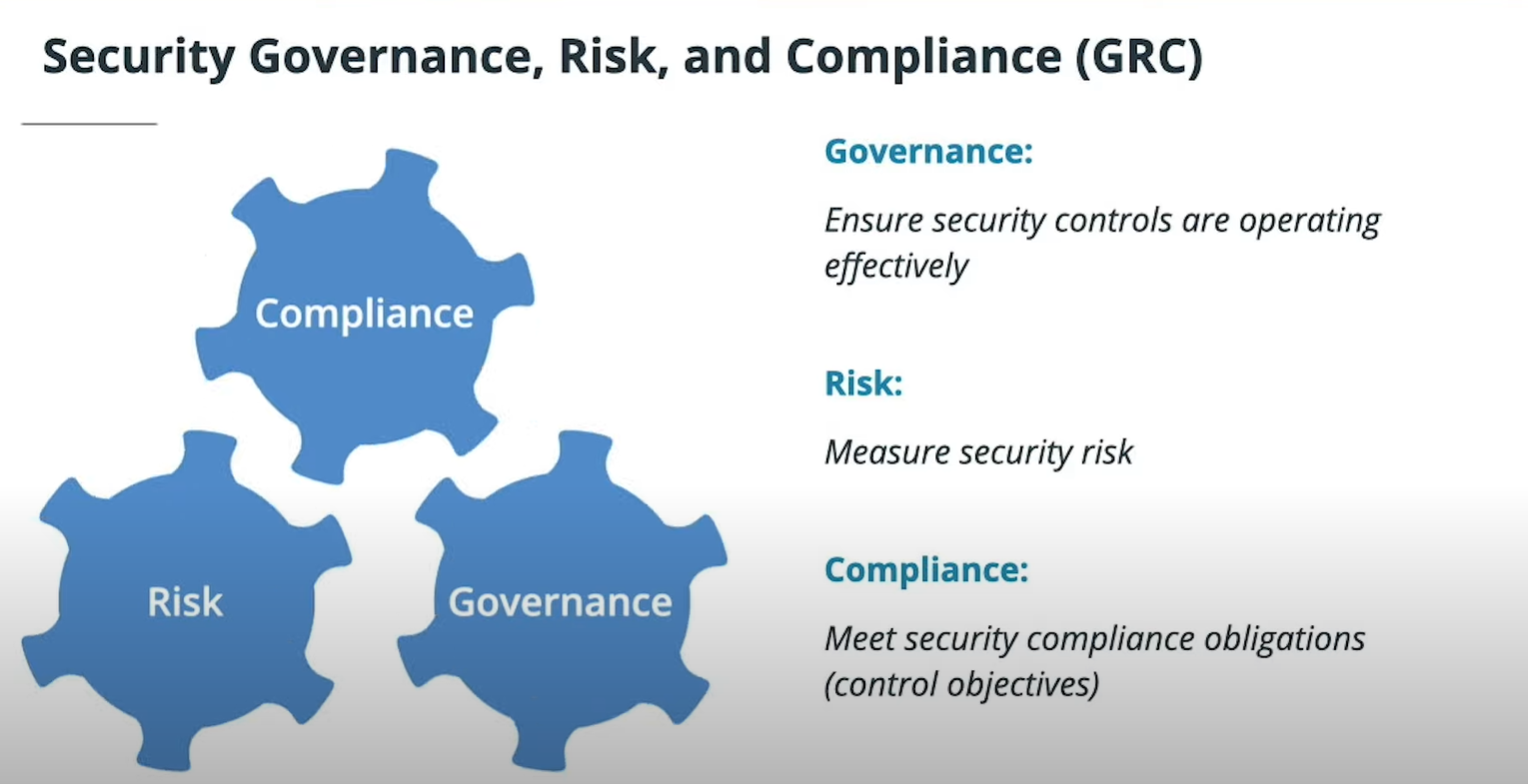 Security Governance, Risk, and Compliance (GRC)
Compliance
Risk
Governance
Governance:
Ensure security controls are operating
effectively
Risk:
Measure security risk
Compliance:
Meet security compliance obligations
(control objectives)